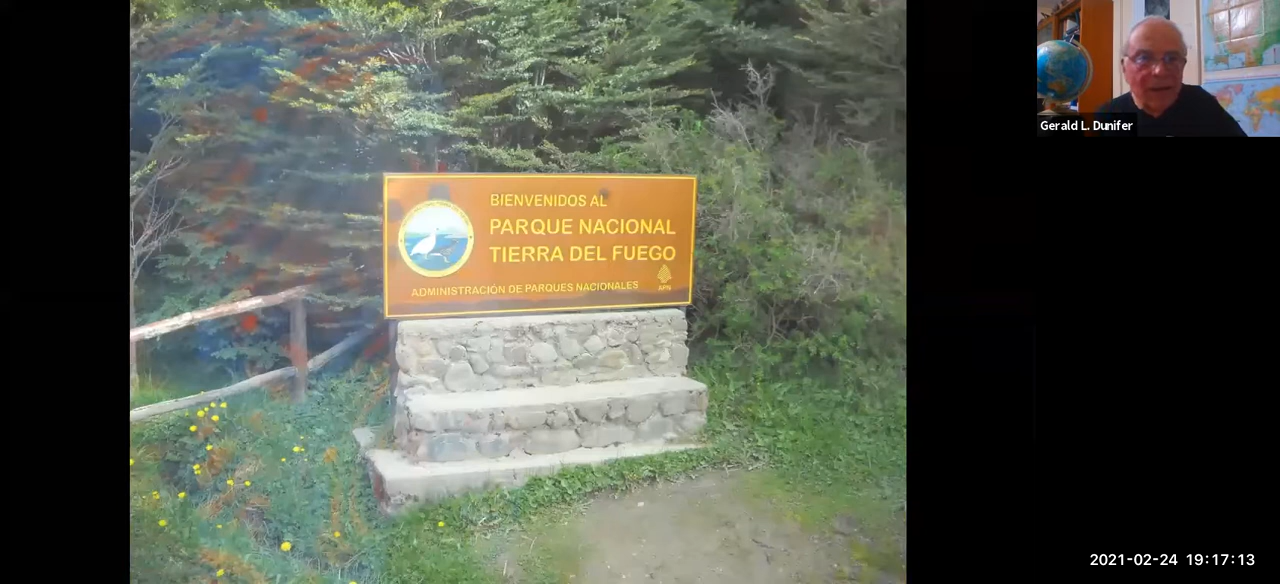 BIENVENIDOS AL
PARQUE NACIONAL
TIERRA DEL FUEGO
APN
ADMINISTRACIÓN DE PARQUES NACIONALES
Gerald L. Dunifer
2021-02-24 19:17:13